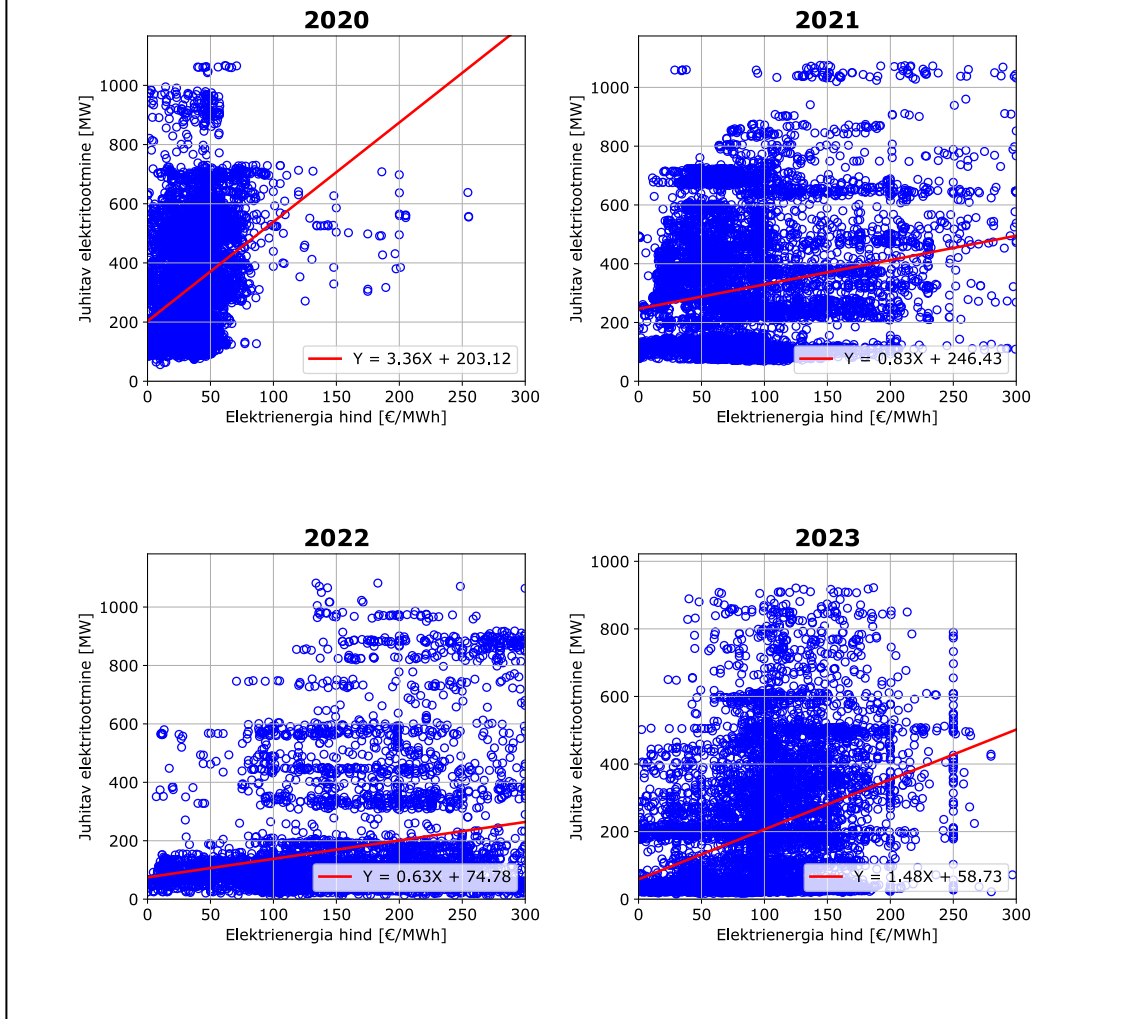 2020
1000
800
600
400
200
0
Juhitav elektritootmine [MW]
Y = 3.36X + 203.12
0 50 100 150 200 250 300
Elektrienergia hind [€/MWh]
2021
1000
800
600
400
200
0
Juhitav elektritootmine [MW]
Y = 0.83X + 246.43
0 50 100 150 200 250 300
Elektrienergia hind [€/MWh]
2022
1000
800
600
400
200
0
Juhitav elektritootmine [MW]
Y = 0.63X + 74.78
0 50 100 150 200 250 300
Elektrienergia hind [€/MWh]
2023
1000
800
600
400
200
0
Juhitav elektritootmine [MW]
Y = 1.48X + 58.73
0 50 100 150 200 250 300
Elektrienergia hind [€/MWh]